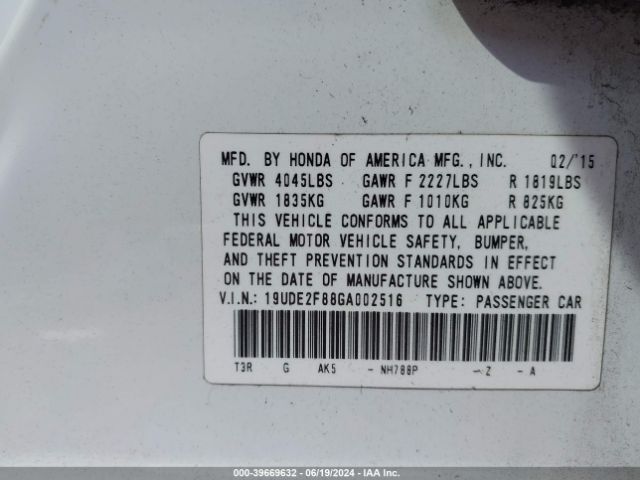 MFD. BY HONDA OF AMERICA MFG., INC. 02/'15
GVWR 4045LBS GAWR F 2227LBS R 1819LBS
GVWR 1835KG GAWR F 1010KG R 825KG
THIS VEHICLE CONFORMS TO ALL APPLICABLE
FEDERAL MOTOR VEHICLE SAFETY, BUMPER,
AND THEFT PREVENTION STANDARDS IN EFFECT
ON THE DATE OF MANUFACTURE SHOWN ABOVE.
V.I.N.: 19UDE2F88GA002516 TYPE: PASSENGER CAR
T3R G AK5 - NH788P - Z - A
000-39669632 / 06/19/2024 / IAA Inc.